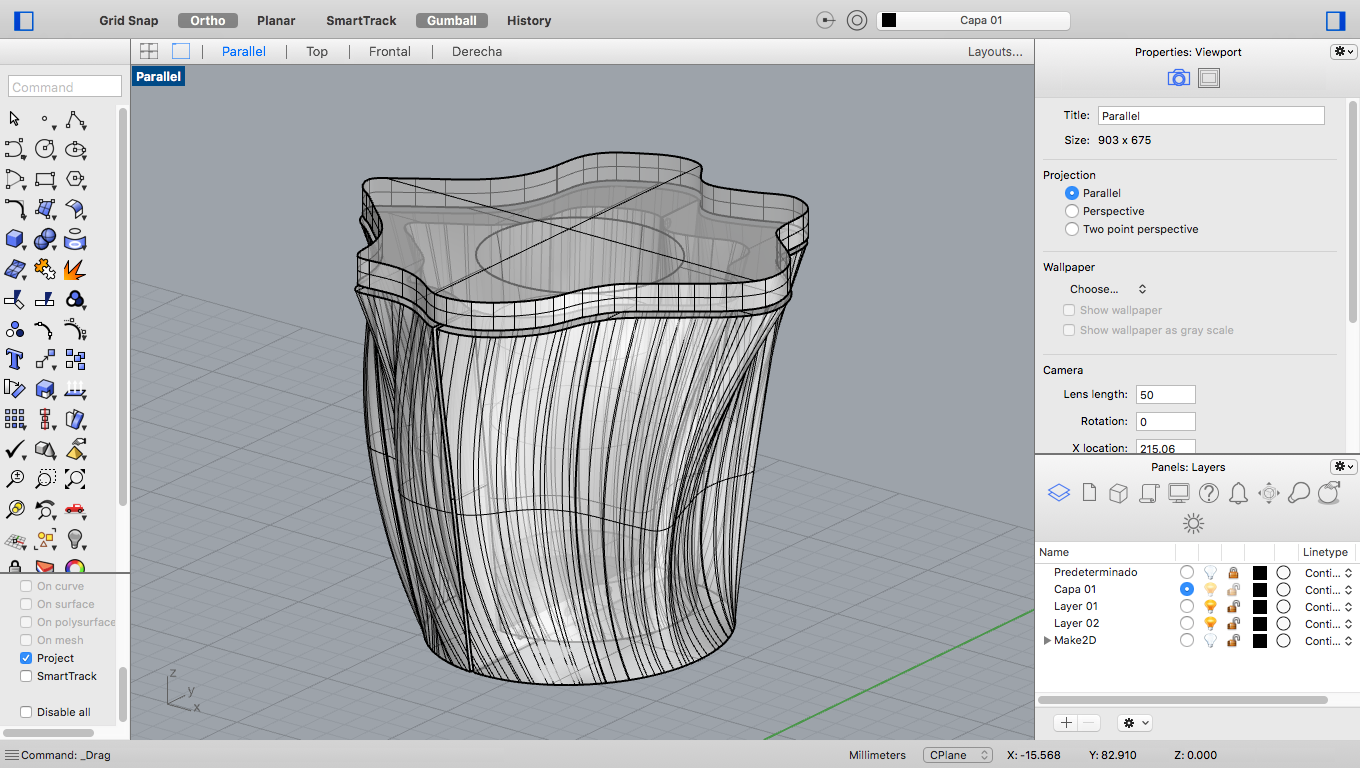 Grid Snap Ortho Planar SmartTrack Gumball History Capa 01
Parallel Top Frontal Derecha Layouts...
Command
Parallel
On curve
On surface
On polysurface
On mesh
Project
SmartTrack
Disable all
z
y
x
Properties: Viewport
Title: Parallel
Size: 903 x 675
Projection
Parallel
Perspective
Two point perspective
Wallpaper
Choose...
Show wallpaper
Show wallpaper as gray scale
Camera
Lens length: 50
Rotation: 0
X location: 215.06
Panels: Layers
Name Linetype
Predeterminado Conti...
Capa 01 Conti...
Layer 01 Conti...
Layer 02 Conti...
Make2D Conti...
Command: _Drag Millimeters CPlane X: -15.568 Y: 82.910 Z: 0.000